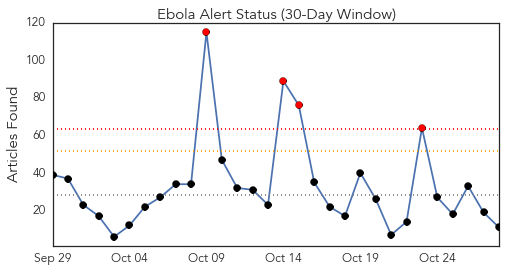 Ebola Alert Status (30-Day Window)
Articles Found
120
100
80
60
40
20
Sep 29 Oct 04 Oct 09 Oct 14 Oct 19 Oct 24